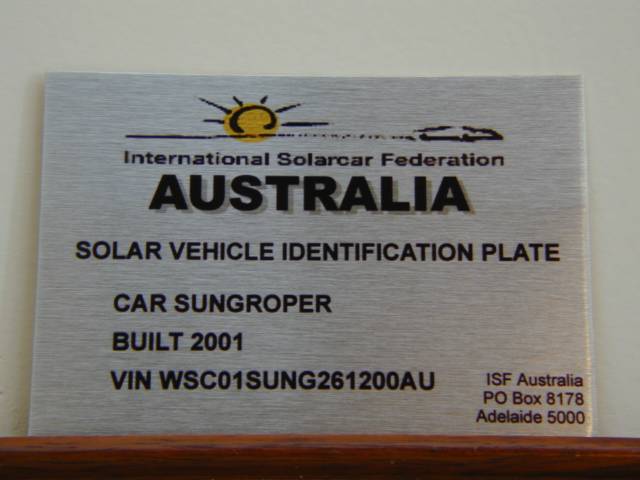 International Solarcar Federation
AUSTRALIA
SOLAR VEHICLE IDENTIFICATION PLATE
CAR SUNGROPER
BUILT 2001
VIN WSC01SUNG261200AU
ISF Australia
PO Box 8178
Adelaide 5000